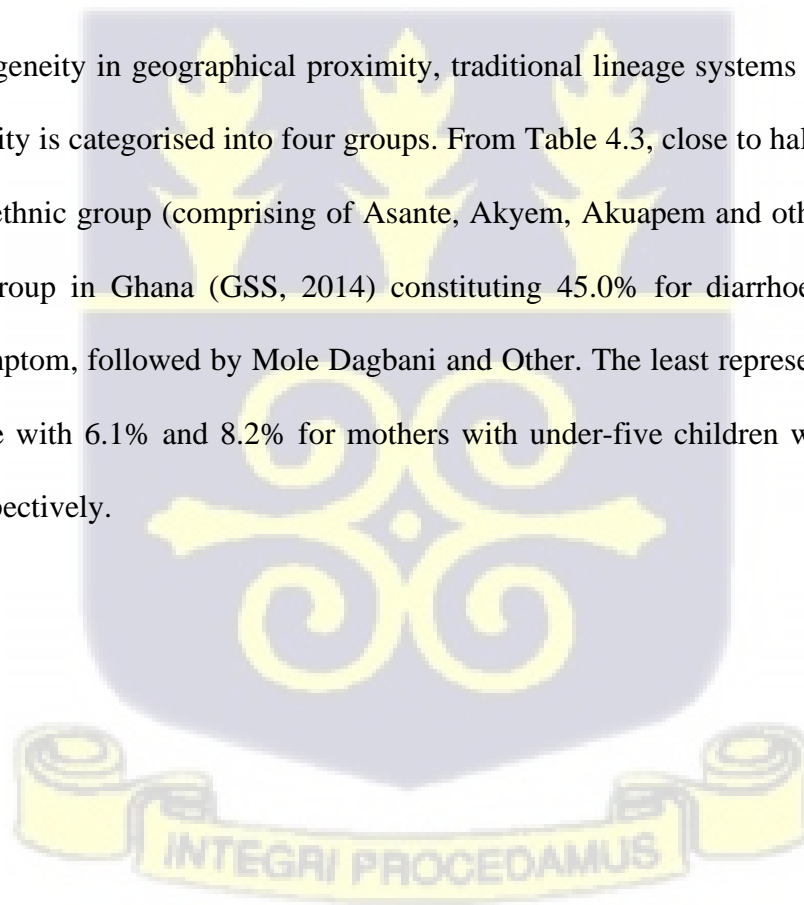 geneity in geographical proximity, traditional lineage systems
ity is categorised into four groups. From Table 4.3, close to hal
ethnic group (comprising of Asante, Akyem, Akuapem and oth
roup in Ghana (GSS, 2014) constituting 45.0% for diarrhoe
nptom, followed by Mole Dagbani and Other. The least represe
e with 6.1% and 8.2% for mothers with under-five children w
pectively.
INTEGRI PROCEDAMUS